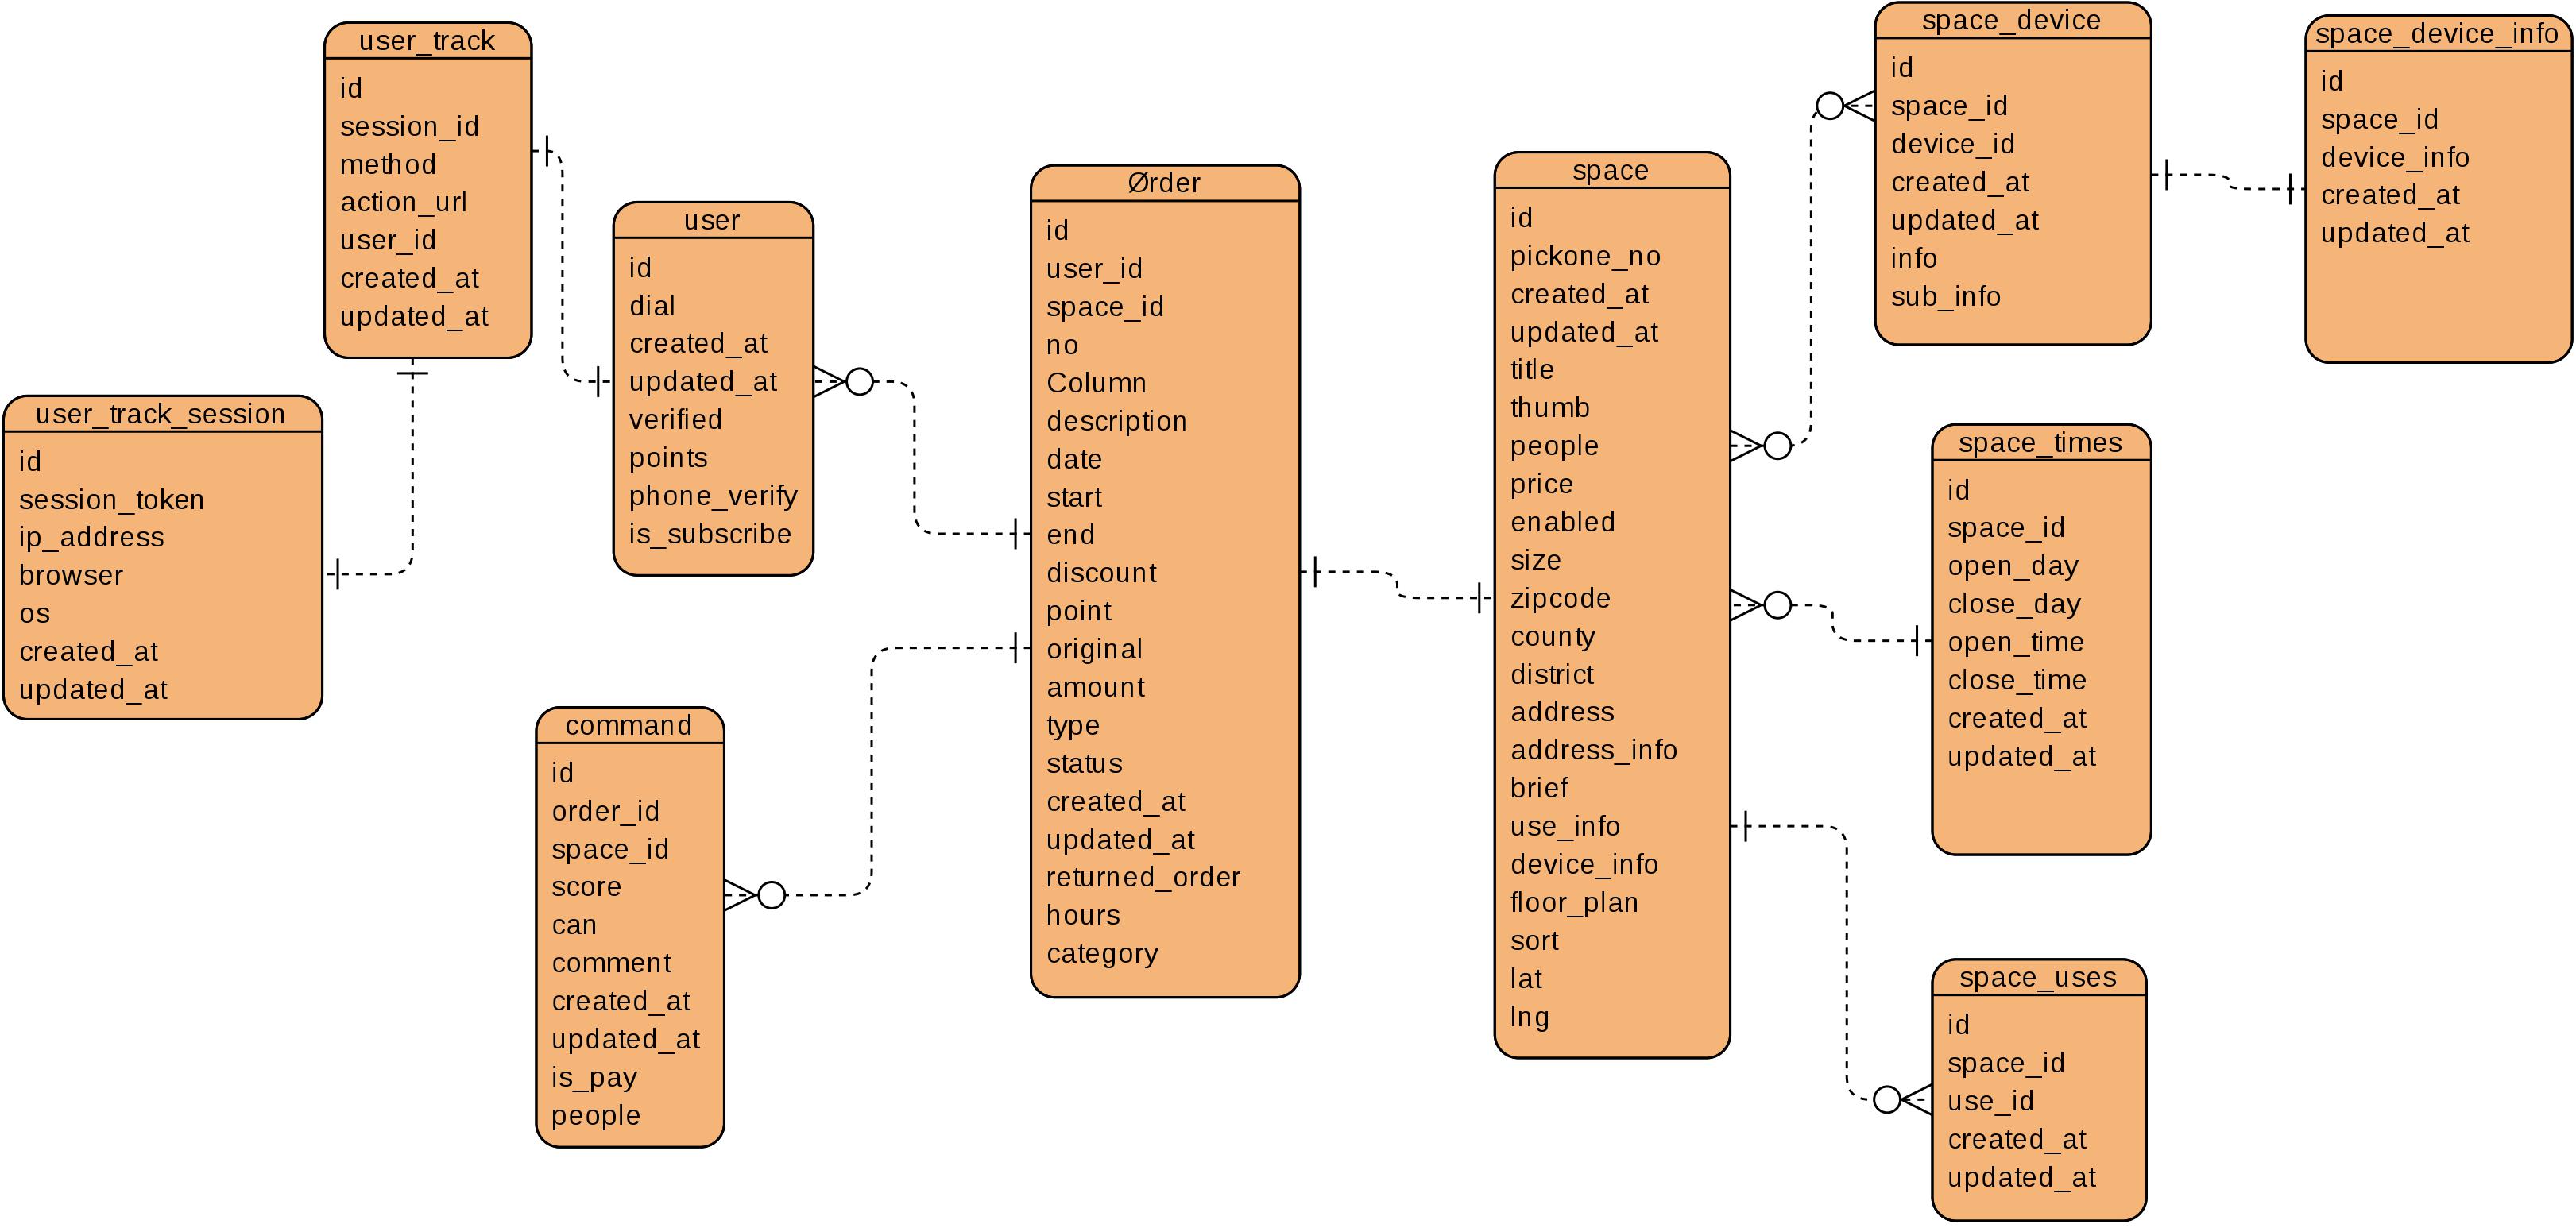 user_track
id
session_id
method
action_url
user_id
created_at
updated_at
user_track_session
id
session_token
ip_address
browser
os
created_at
updated_at
user
id
dial
created_at
updated_at
verified
points
phone_verify
is_subscribe
command
id
order_id
space_id
score
can
comment
created_at
updated_at
is_pay
people
Ørder
id
user_id
space_id
no
Column
description
date
start
end
discount
point
original
amount
type
status
created_at
updated_at
returned_order
hours
category
space
id
pickone_no
created_at
updated_at
title
thumb
people
price
enabled
size
zipcode
county
district
address
address_info
brief
use_info
device_info
floor_plan
sort
lat
lng
space_device
id
space_id
device_id
created_at
updated_at
info
sub_info
space_device_info
id
space_id
device_info
created_at
updated_at
space_times
id
space_id
open_day
close_day
open_time
close_time
created_at
updated_at
space_uses
id
space_id
use_id
created_at
updated_at